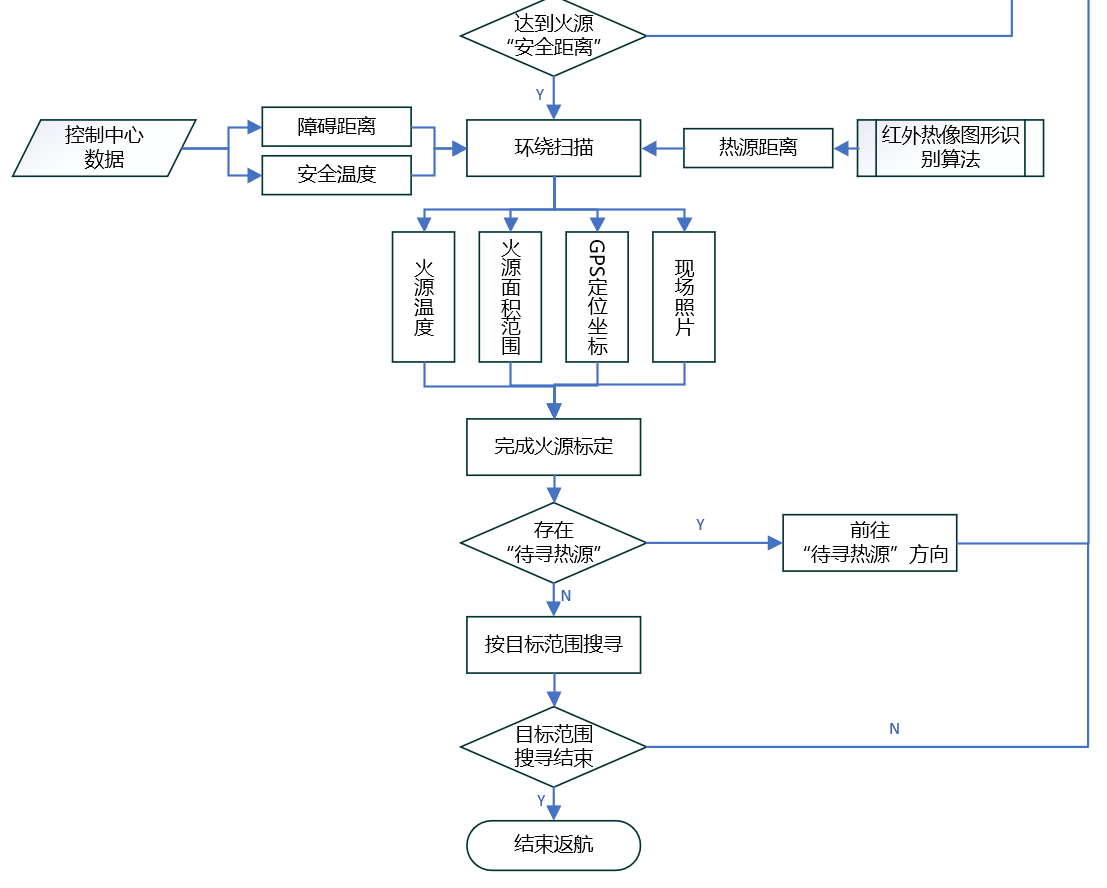 达到火源
“安全距离”
Y
控制中心
数据
障碍距离
安全温度
环绕扫描
热源距离
红外热像图形识
别算法
火源温度
火源面积范围
GPS定位坐标
现场照片
完成火源标定
存在
“待寻热源”
Y
前往
“待寻热源”方向
N
按目标范围搜寻
目标范围
搜寻结束
N
Y
结束返航